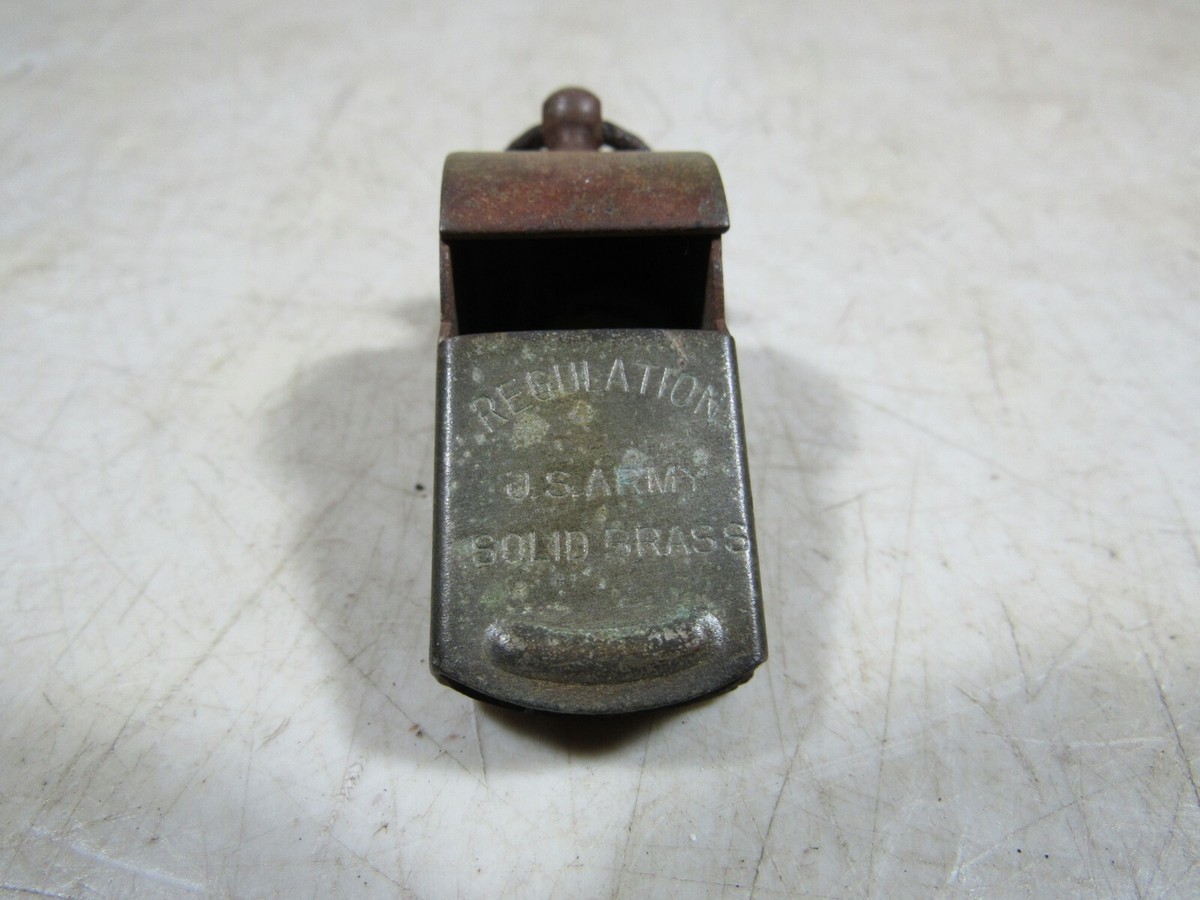 REGULATION
U.S. ARMY
SOLID BRASS